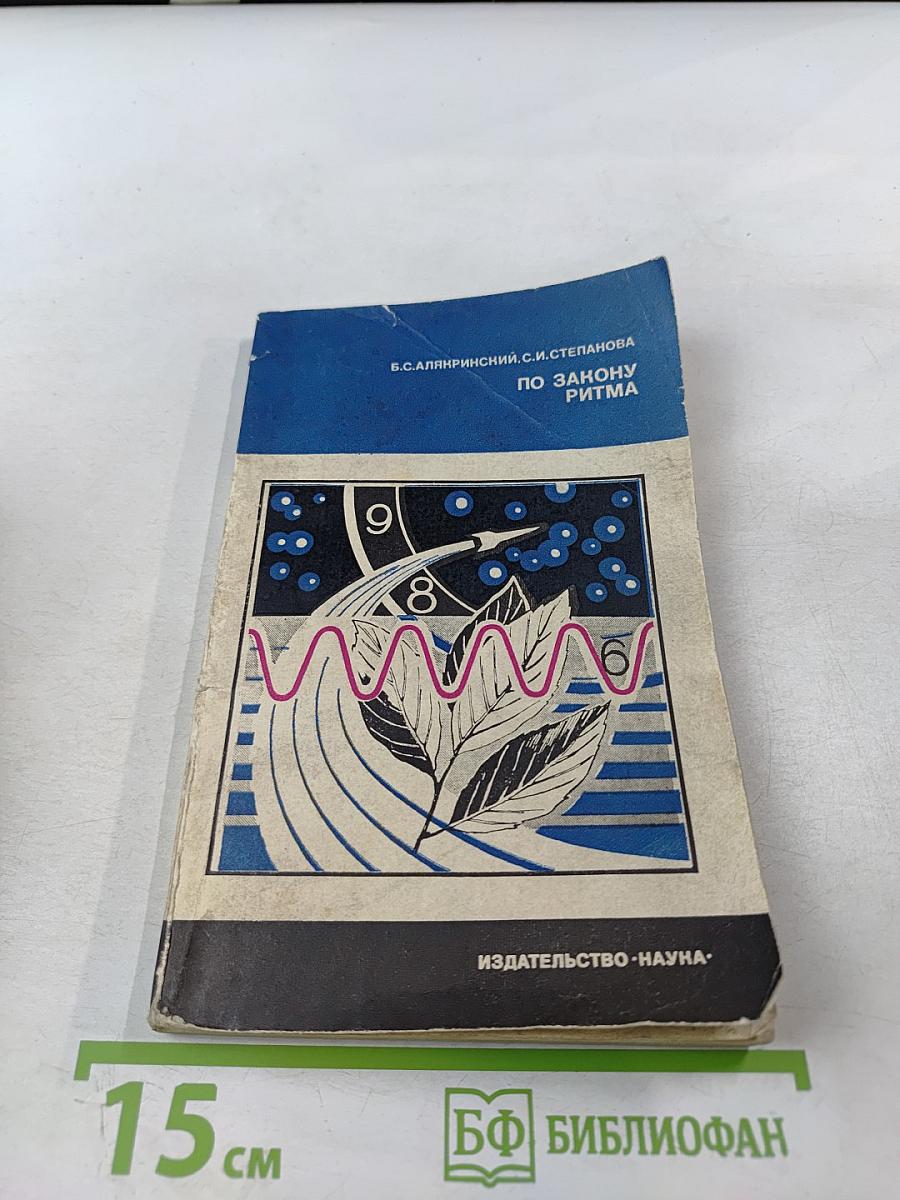 Б.С.АЛЯКРИНСКИЙ, С.И.СТЕПАНОВА
ПО ЗАКОНУ
РИТМА
9
8
6
ИЗДАТЕЛЬСТВО «НАУКА»
15 см
БФ БИБЛИОФАН